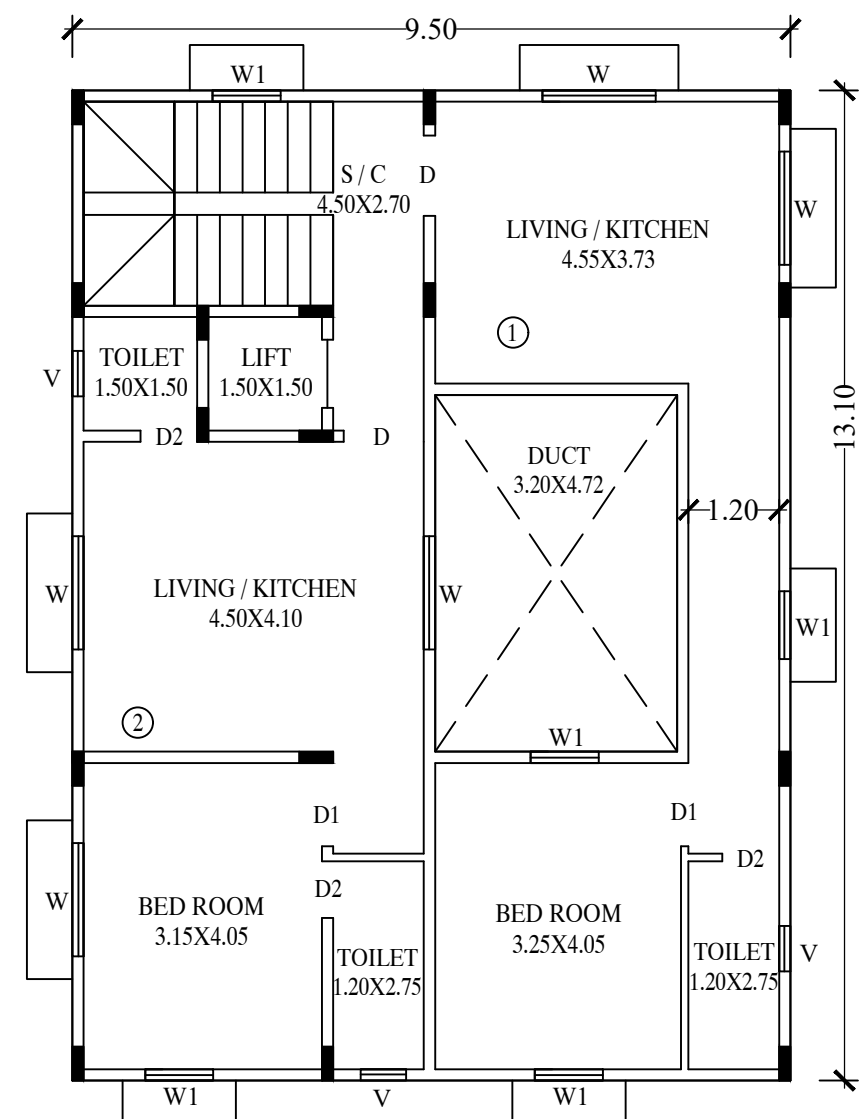 9.50
W1
W
S / C
4.50X2.70
D
W
LIVING / KITCHEN
4.55X3.73
1
13.10
V
TOILET
1.50X1.50
LIFT
1.50X1.50
D2
D
DUCT
3.20X4.72
1.20
W
LIVING / KITCHEN
4.50X4.10
W
W1
2
W1
D1
D1
D2
D2
W
BED ROOM
3.15X4.05
BED ROOM
3.25X4.05
TOILET
1.20X2.75
TOILET
1.20X2.75
V
W1
V
W1